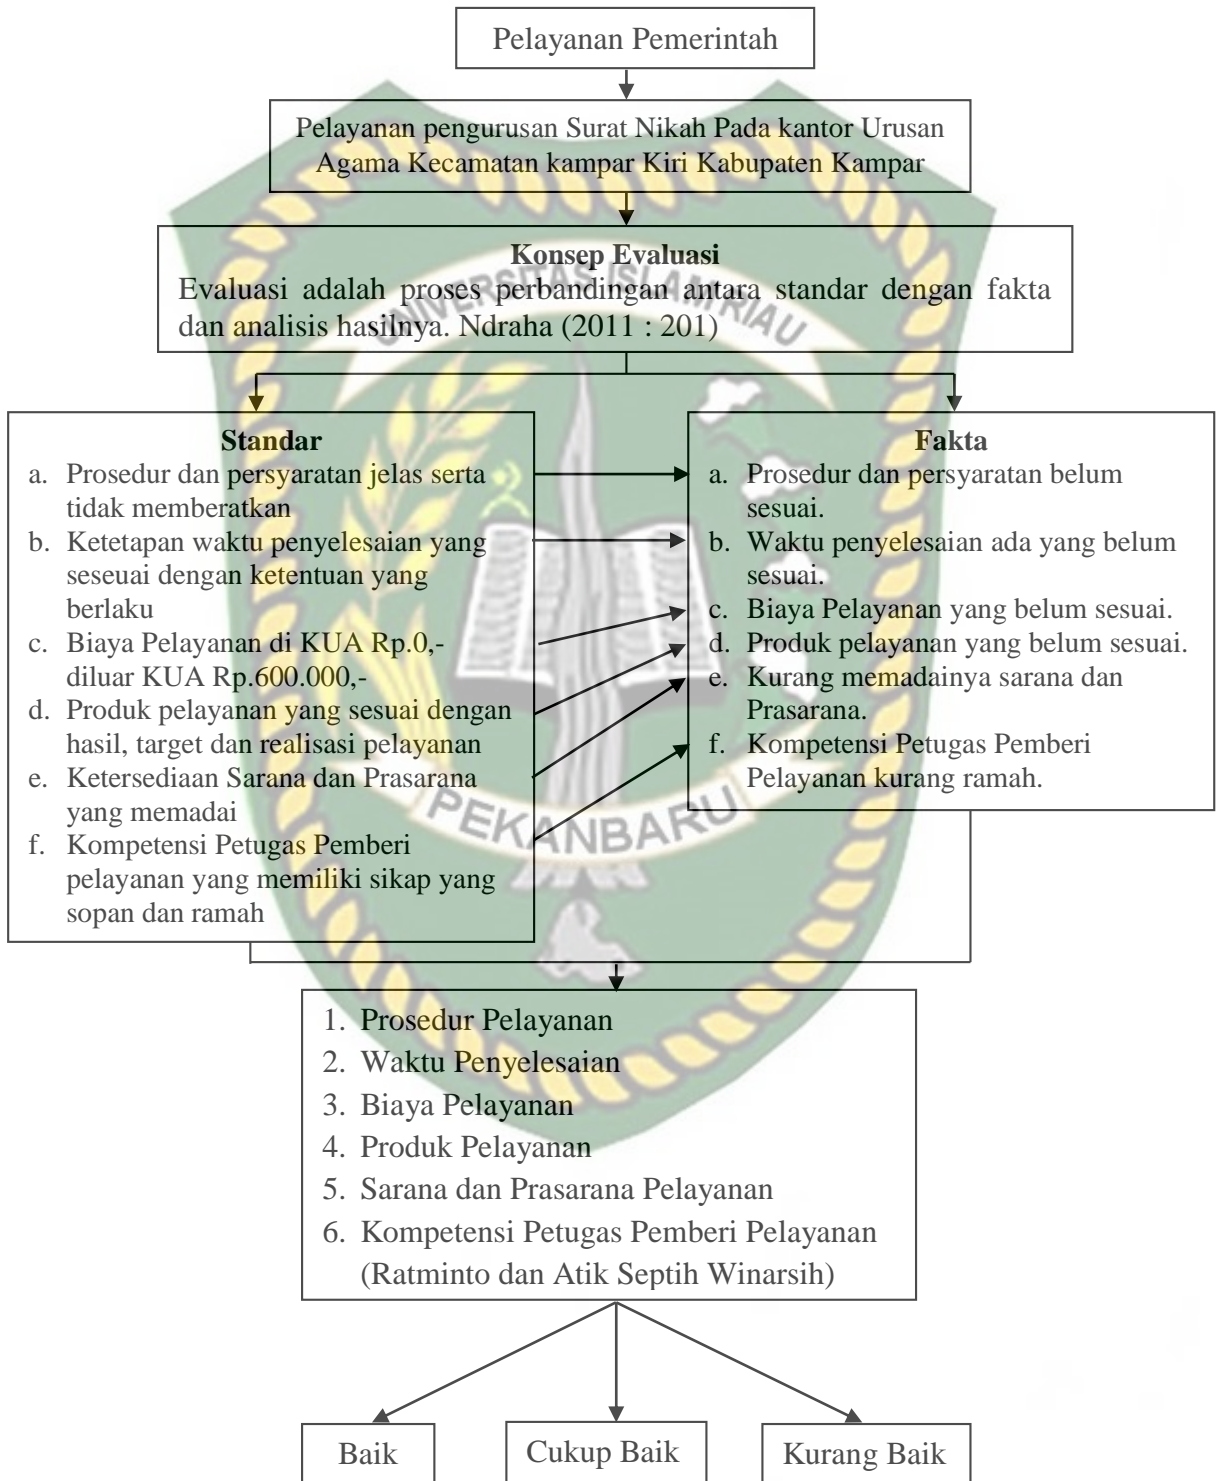 Pelayanan Pemerintah
Pelayanan pengurusan Surat Nikah Pada kantor Urusan
Agama Kecamatan kampar Kiri Kabupaten Kampar
Konsep Evaluasi
Evaluasi adalah proses perbandingan antara standar dengan fakta
dan analisis hasilnya. Ndraha (2011 : 201)
UNIVERSITAS ISLAM RIAU
Standar
a. Prosedur dan persyaratan jelas serta
tidak memberatkan
b. Ketetapan waktu penyelesaian yang
seseuai dengan ketentuan yang
berlaku
c. Biaya Pelayanan di KUA Rp.0,-
diluar KUA Rp.600.000,-
d. Produk pelayanan yang sesuai dengan
hasil, target dan realisasi pelayanan
e. Ketersediaan Sarana dan Prasarana
yang memadai
f. Kompetensi Petugas Pemberi
pelayanan yang memiliki sikap yang
sopan dan ramah
Fakta
a. Prosedur dan persyaratan belum
sesuai.
b. Waktu penyelesaian ada yang belum
sesuai.
c. Biaya Pelayanan yang belum sesuai.
d. Produk pelayanan yang belum sesuai.
e. Kurang memadainya sarana dan
Prasarana.
f. Kompetensi Petugas Pemberi
Pelayanan kurang ramah.
PEKANBARU
1. Prosedur Pelayanan
2. Waktu Penyelesaian
3. Biaya Pelayanan
4. Produk Pelayanan
5. Sarana dan Prasarana Pelayanan
6. Kompetensi Petugas Pemberi Pelayanan
(Ratminto dan Atik Septih Winarsih)
Baik
Cukup Baik
Kurang Baik